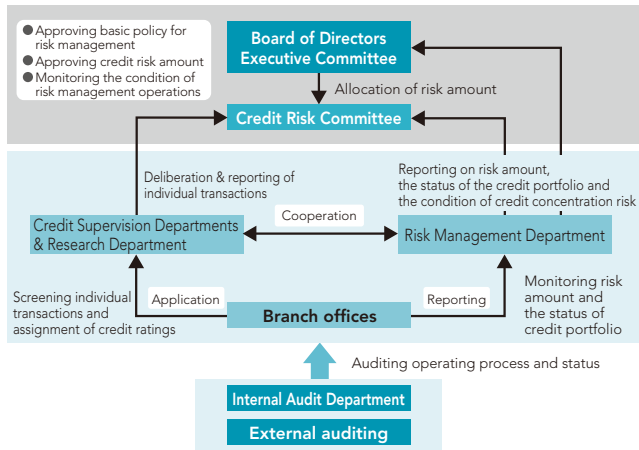 ●Approving basic policy for
risk management
●Approving credit risk amount
●Monitoring the condition of
risk management operations
Board of Directors
Executive Committee
Allocation of risk amount
Credit Risk Committee
Deliberation & reporting of
individual transactions
Reporting on risk amount,
the status of the credit portfolio and
the condition of credit concentration risk
Cooperation
Credit Supervision Departments
& Research Department
Risk Management Department
Screening individual
transactions and
assignment of credit ratings
Application
Branch offices
Reporting
Monitoring risk
amount and
the status of
credit portfolio
Auditing operating process and status
Internal Audit Department
External auditing